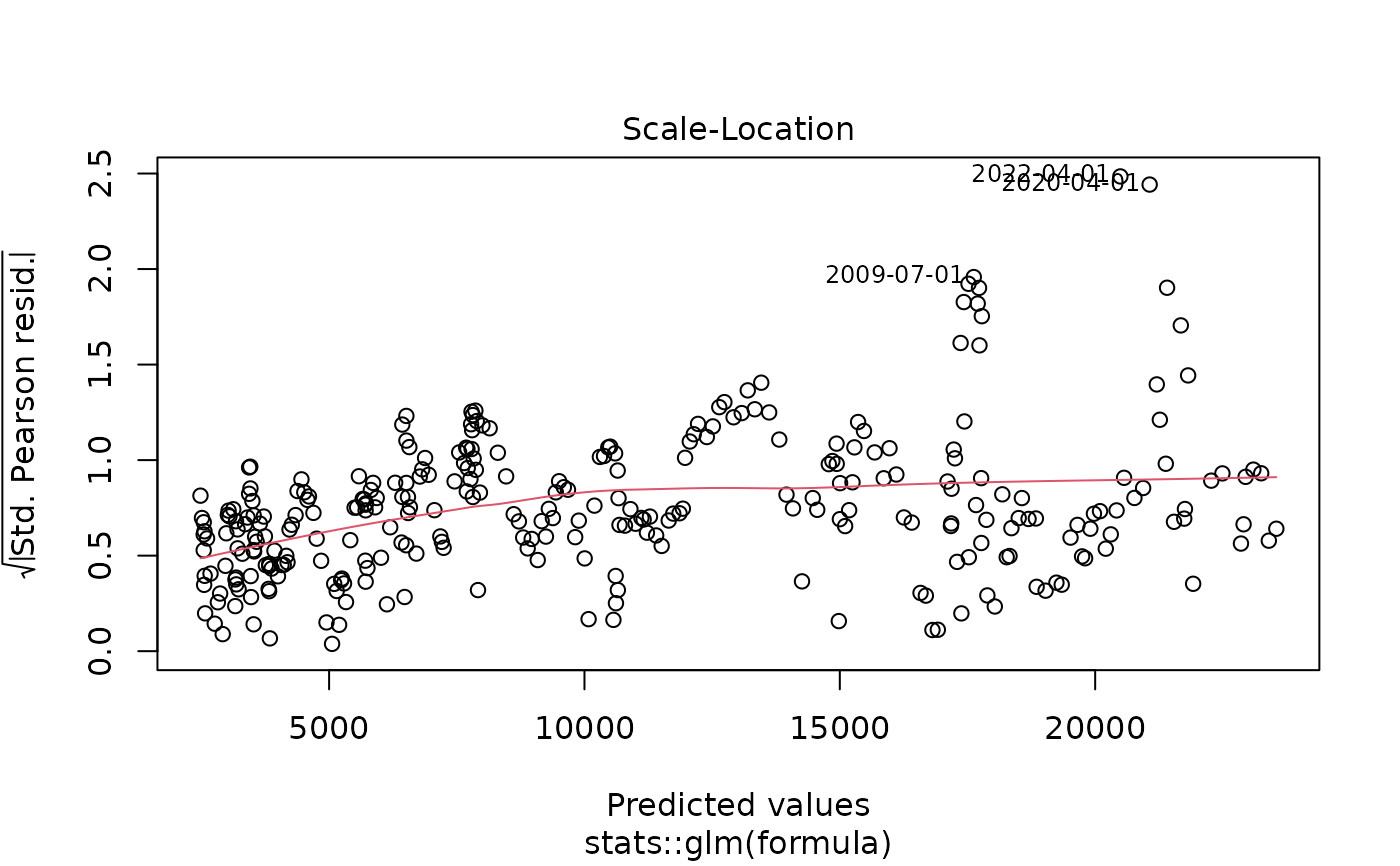 Scale-Location
√|Std. Pearson resid.|
2.5
2.0
1.5
1.0
0.5
0.0
2022-04-01
2020-04-01
2009-07-01
5000 10000 15000 20000
Predicted values
stats::glm(formula)